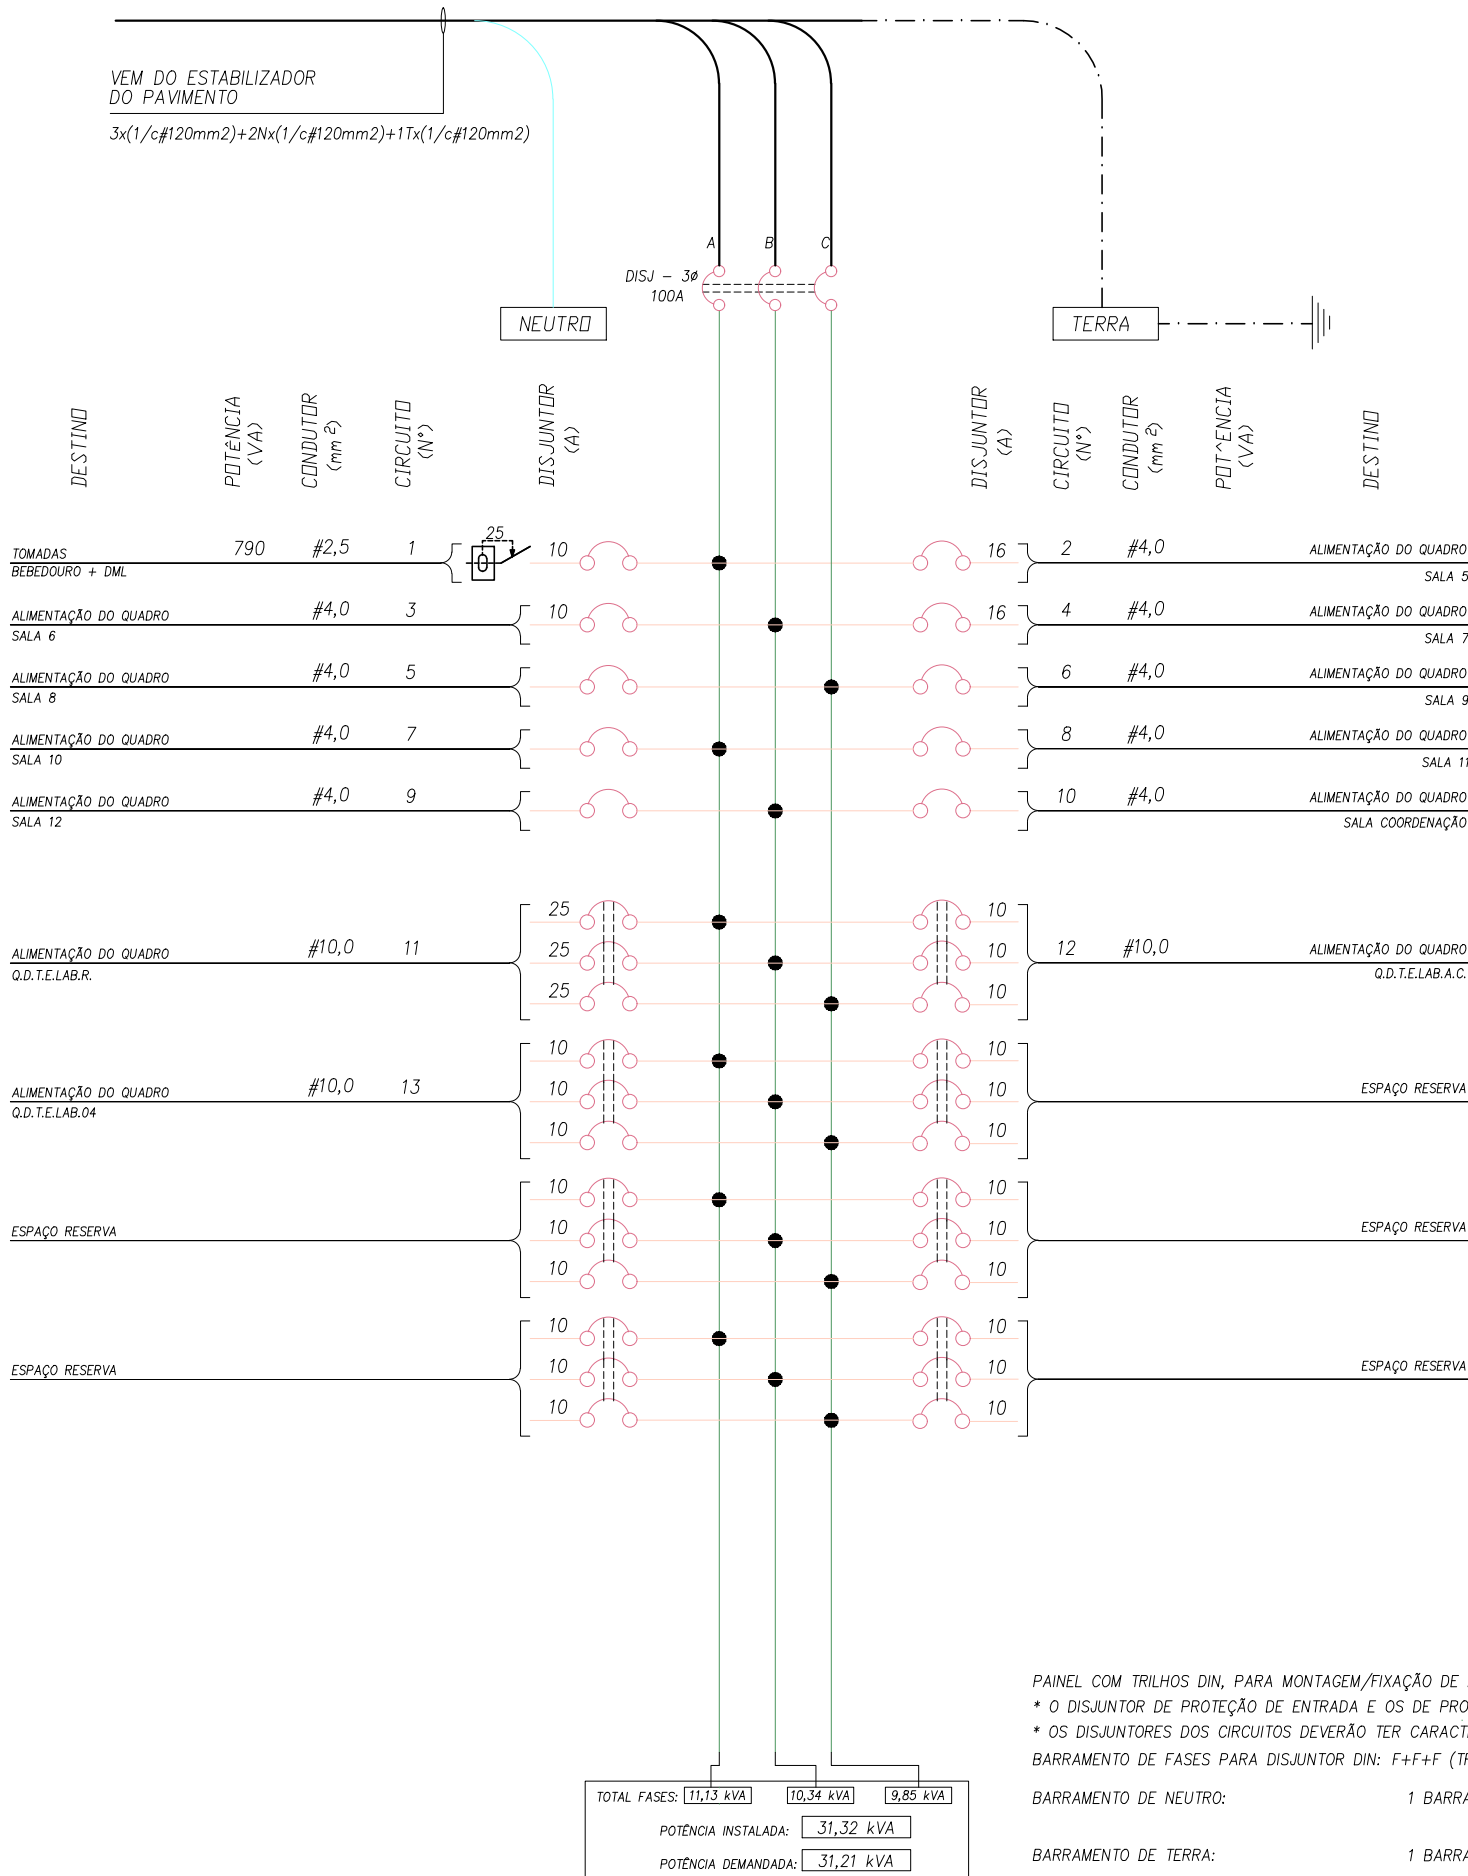 VEM DO ESTABILIZADOR
DO PAVIMENTO
3x(1/c#120mm2)+2Nx(1/c#120mm2)+1Tx(1/c#120mm2)
A B C
DISJ - 3ø
100A
NEUTRO
TERRA
DESTINO
POTÊNCIA
(VA)
CONDUTOR
(mm²)
CIRCUITO
(N°)
DISJUNTOR
(A)
DISJUNTOR
(A)
CIRCUITO
(N°)
CONDUTOR
(mm²)
POT^ENCIA
(VA)
DESTINO
TOMADAS 790 #2,5 1 25 10 16 2 #4,0 ALIMENTAÇÃO DO QUADRO
BEBEDOURO + DML SALA 5
ALIMENTAÇÃO DO QUADRO #4,0 3 10 16 4 #4,0 ALIMENTAÇÃO DO QUADRO
SALA 6 SALA 7
ALIMENTAÇÃO DO QUADRO #4,0 5 6 #4,0 ALIMENTAÇÃO DO QUADRO
SALA 8 SALA 9
ALIMENTAÇÃO DO QUADRO #4,0 7 8 #4,0 ALIMENTAÇÃO DO QUADRO
SALA 10 SALA 11
ALIMENTAÇÃO DO QUADRO #4,0 9 10 #4,0 ALIMENTAÇÃO DO QUADRO
SALA 12 SALA COORDENAÇÃO
25 10
ALIMENTAÇÃO DO QUADRO #10,0 11 25 10 12 #10,0 ALIMENTAÇÃO DO QUADRO
Q.D.T.E.LAB.R. Q.D.T.E.LAB.A.C.
25 10
10 10
ALIMENTAÇÃO DO QUADRO #10,0 13 10 10 ESPAÇO RESERVA
Q.D.T.E.LAB.04
10 10
10 10
ESPAÇO RESERVA 10 10 ESPAÇO RESERVA
10 10
10 10
ESPAÇO RESERVA 10 10 ESPAÇO RESERVA
10 10
PAINEL COM TRILHOS DIN, PARA MONTAGEM/FIXAÇÃO DE
* O DISJUNTOR DE PROTEÇÃO DE ENTRADA E OS DE PRO
* OS DISJUNTORES DOS CIRCUITOS DEVERÃO TER CARACT
BARRAMENTO DE FASES PARA DISJUNTOR DIN: F+F+F (TR
BARRAMENTO DE NEUTRO: 1 BARRA
BARRAMENTO DE TERRA: 1 BARRA
TOTAL FASES: 11,13 kVA 10,34 kVA 9,85 kVA
POTÊNCIA INSTALADA: 31,32 kVA
POTÊNCIA DEMANDADA: 31,21 kVA